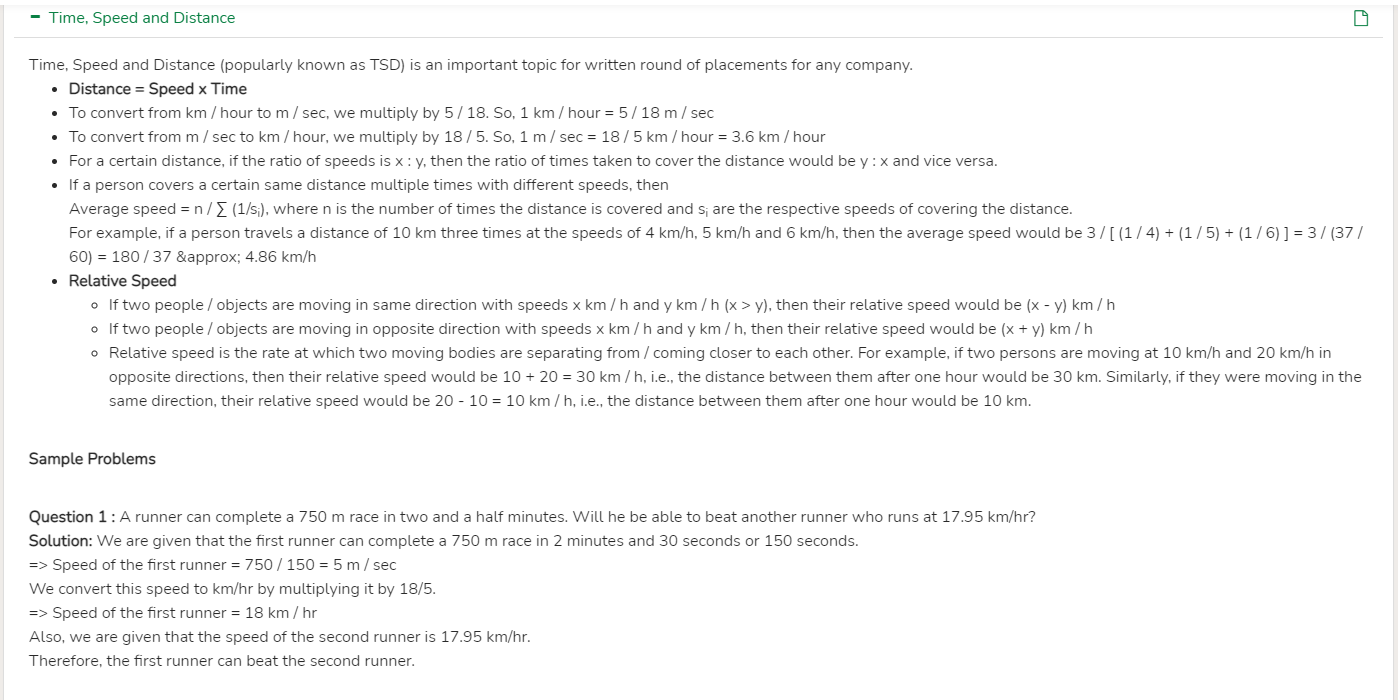 Time, Speed and Distance
Time, Speed and Distance (popularly known as TSD) is an important topic for written round of placements for any company.
• Distance = Speed x Time
• To convert from km / hour to m / sec, we multiply by 5 / 18. So, 1 km / hour = 5 / 18 m / sec
• To convert from m / sec to km / hour, we multiply by 18 / 5. So, 1 m / sec = 18 / 5 km / hour = 3.6 km / hour
• For a certain distance, if the ratio of speeds is x : y, then the ratio of times taken to cover the distance would be y : x and vice versa.
• If a person covers a certain same distance multiple times with different speeds, then
Average speed = n / ∑ (1/sᵢ), where n is the number of times the distance is covered and sᵢ are the respective speeds of covering the distance.
For example, if a person travels a distance of 10 km three times at the speeds of 4 km/h, 5 km/h and 6 km/h, then the average speed would be 3 / [ (1 / 4) + (1 / 5) + (1 / 6) ] = 3 / (37 /
60) = 180 / 37 &approx; 4.86 km/h
• Relative Speed
◦ If two people / objects are moving in same direction with speeds x km / h and y km / h (x > y), then their relative speed would be (x - y) km / h
◦ If two people / objects are moving in opposite direction with speeds x km / h and y km / h, then their relative speed would be (x + y) km / h
◦ Relative speed is the rate at which two moving bodies are separating from / coming closer to each other. For example, if two persons are moving at 10 km/h and 20 km/h in
opposite directions, then their relative speed would be 10 + 20 = 30 km / h, i.e., the distance between them after one hour would be 30 km. Similarly, if they were moving in the
same direction, their relative speed would be 20 - 10 = 10 km / h, i.e., the distance between them after one hour would be 10 km.
Sample Problems
Question 1 : A runner can complete a 750 m race in two and a half minutes. Will he be able to beat another runner who runs at 17.95 km/hr?
Solution: We are given that the first runner can complete a 750 m race in 2 minutes and 30 seconds or 150 seconds.
=> Speed of the first runner = 750 / 150 = 5 m / sec
We convert this speed to km/hr by multiplying it by 18/5.
=> Speed of the first runner = 18 km / hr
Also, we are given that the speed of the second runner is 17.95 km/hr.
Therefore, the first runner can beat the second runner.